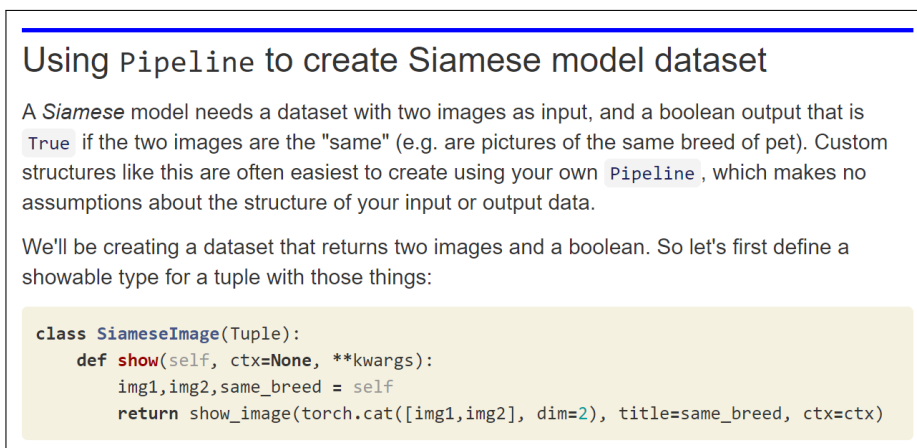 Using Pipeline to create Siamese model dataset
A Siamese model needs a dataset with two images as input, and a boolean output that is
True if the two images are the "same" (e.g. are pictures of the same breed of pet). Custom
structures like this are often easiest to create using your own Pipeline, which makes no
assumptions about the structure of your input or output data.
We'll be creating a dataset that returns two images and a boolean. So let's first define a
showable type for a tuple with those things:
class SiameseImage(Tuple):
    def show(self, ctx=None, **kwargs):
        img1,img2,same_breed = self
        return show_image(torch.cat([img1,img2], dim=2), title=same_breed, ctx=ctx)